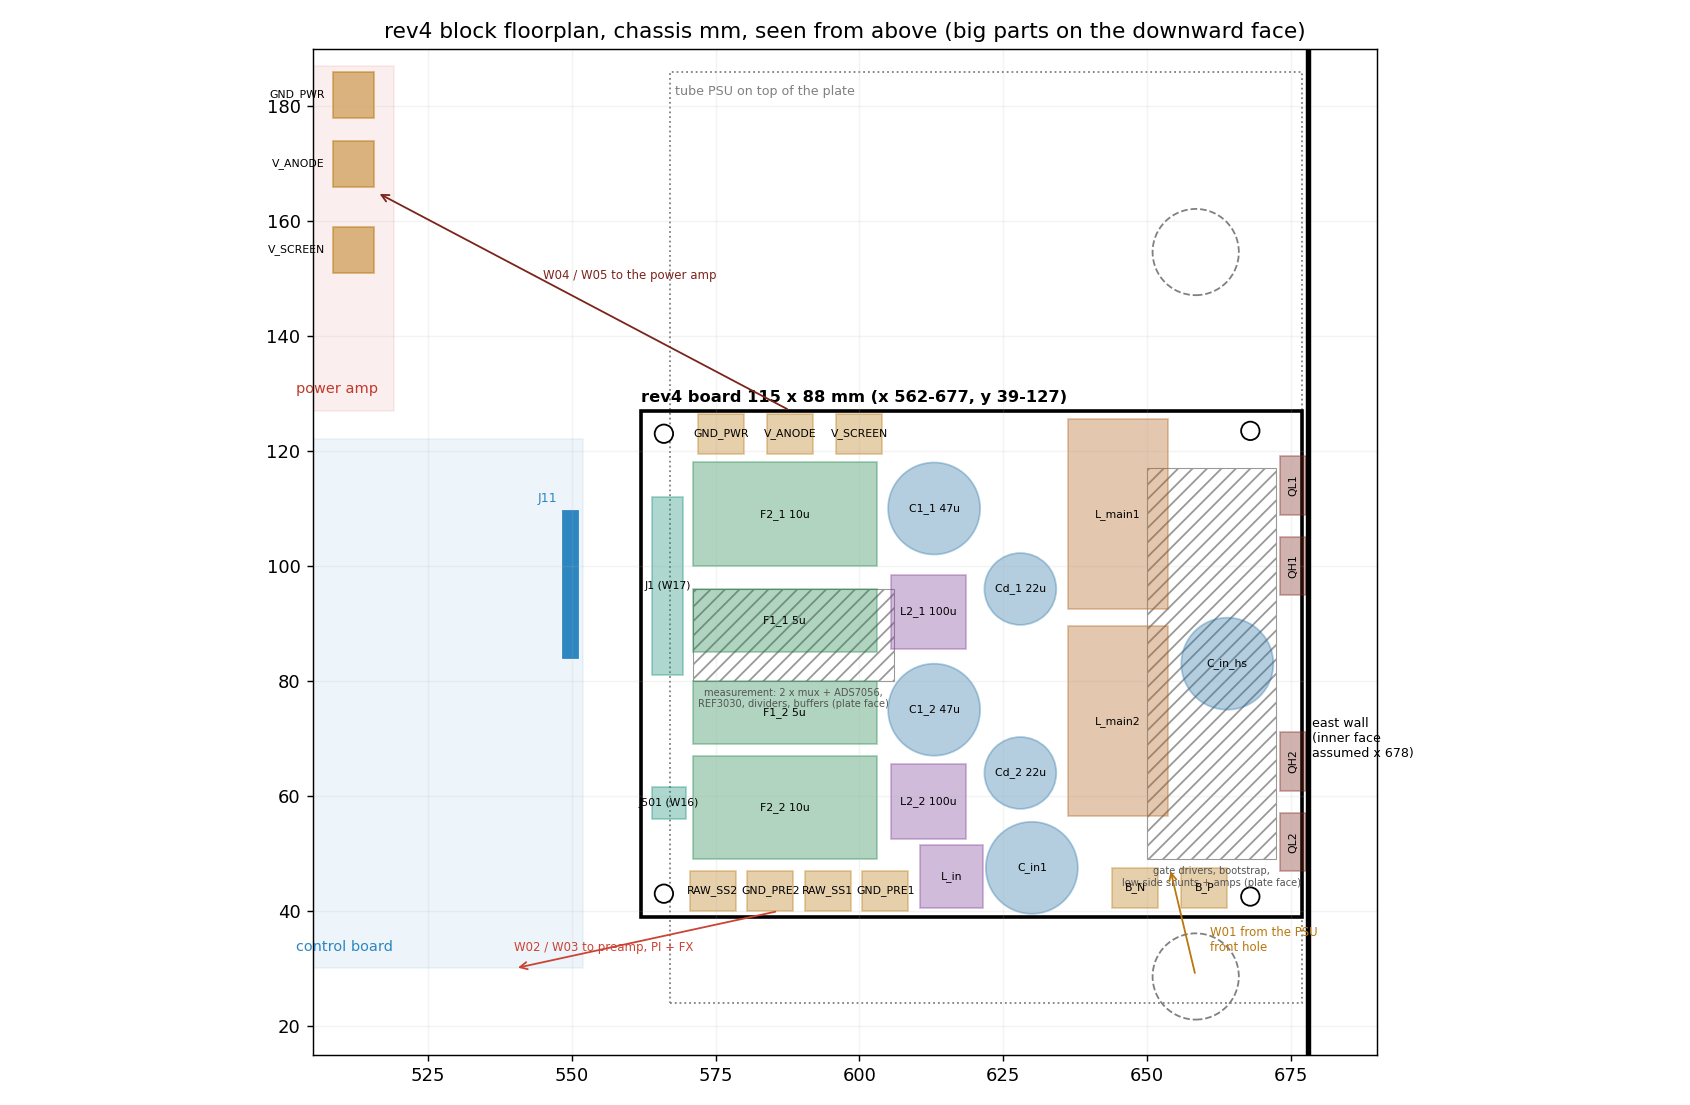 rev4 block floorplan, chassis mm, seen from above (big parts on the downward face)
GND_PWR
180
tube PSU on top of the plate
V_ANODE
160
V_SCREEN
W04 / W05 to the power amp
140
power amp
rev4 board 115 x 88 mm (x 562-677, y 39-127)
GND_PWR
V_ANODE
V_SCREEN
120
J11
F2_1 10u
C1_1 47u
L_main1
QL1
100
J1 (W17)
Cd_1 22u
QH1
F1_1 5u
L2_1 100u
C_in_hs
80
measurement: 2 x mux + ADS7056,
REF3030, dividers, buffers (plate face)
F1_2 5u
C1_2 47u
L_main2
east wall
(inner face
assumed x 678)
QH2
Cd_2 22u
60
J501 (W16)
F2_2 10u
L2_2 100u
QL2
L_in
C_in1
gate drivers, bootstrap,
low side shunts + amps (plate face)
RAW_SS2
GND_PRE2
RAW_SS1
GND_PRE1
B_N
B_P
40
control board
W02 / W03 to preamp, PI + FX
W01 from the PSU
front hole
20
525
550
575
600
625
650
675